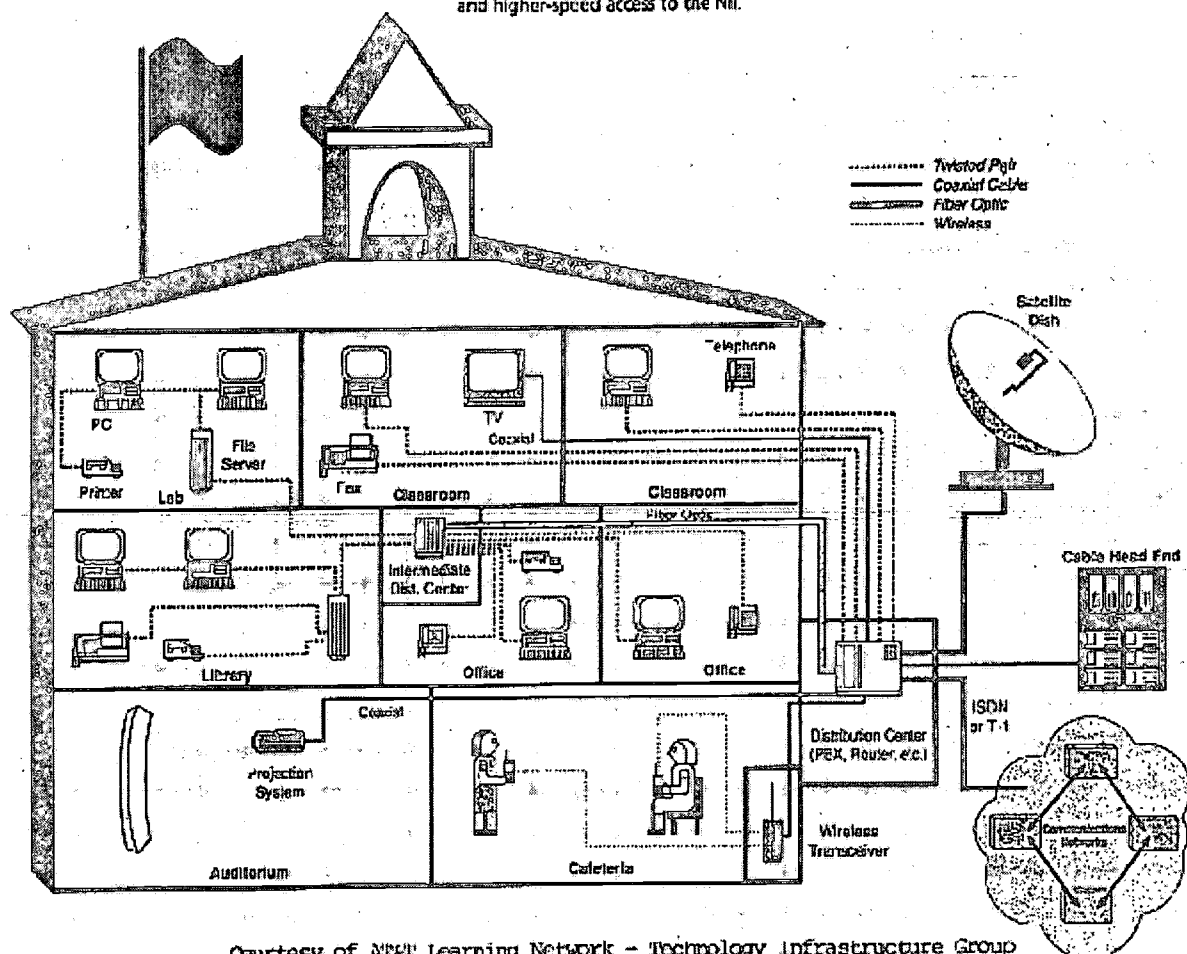 and higher-speed access to the NII.
Twisted Pair
Coaxial Cable
Fiber Optic
Wireless
Satellite
Dish
Telephone
PC
TV
Coaxial
File
Server
Printer
Lab
Fax
Classroom
Classroom
Fiber Optic
Cable Head End
Intermediate
Dist. Center
Library
Office
Office
Coaxial
ISDN
or T-1
Distribution Center
(PBX, Router, etc.)
Projection
System
Communications
Networks
Wireless
Transceiver
Auditorium
Cafeteria
Courtesy of Learning Network - Technology Infrastructure Group